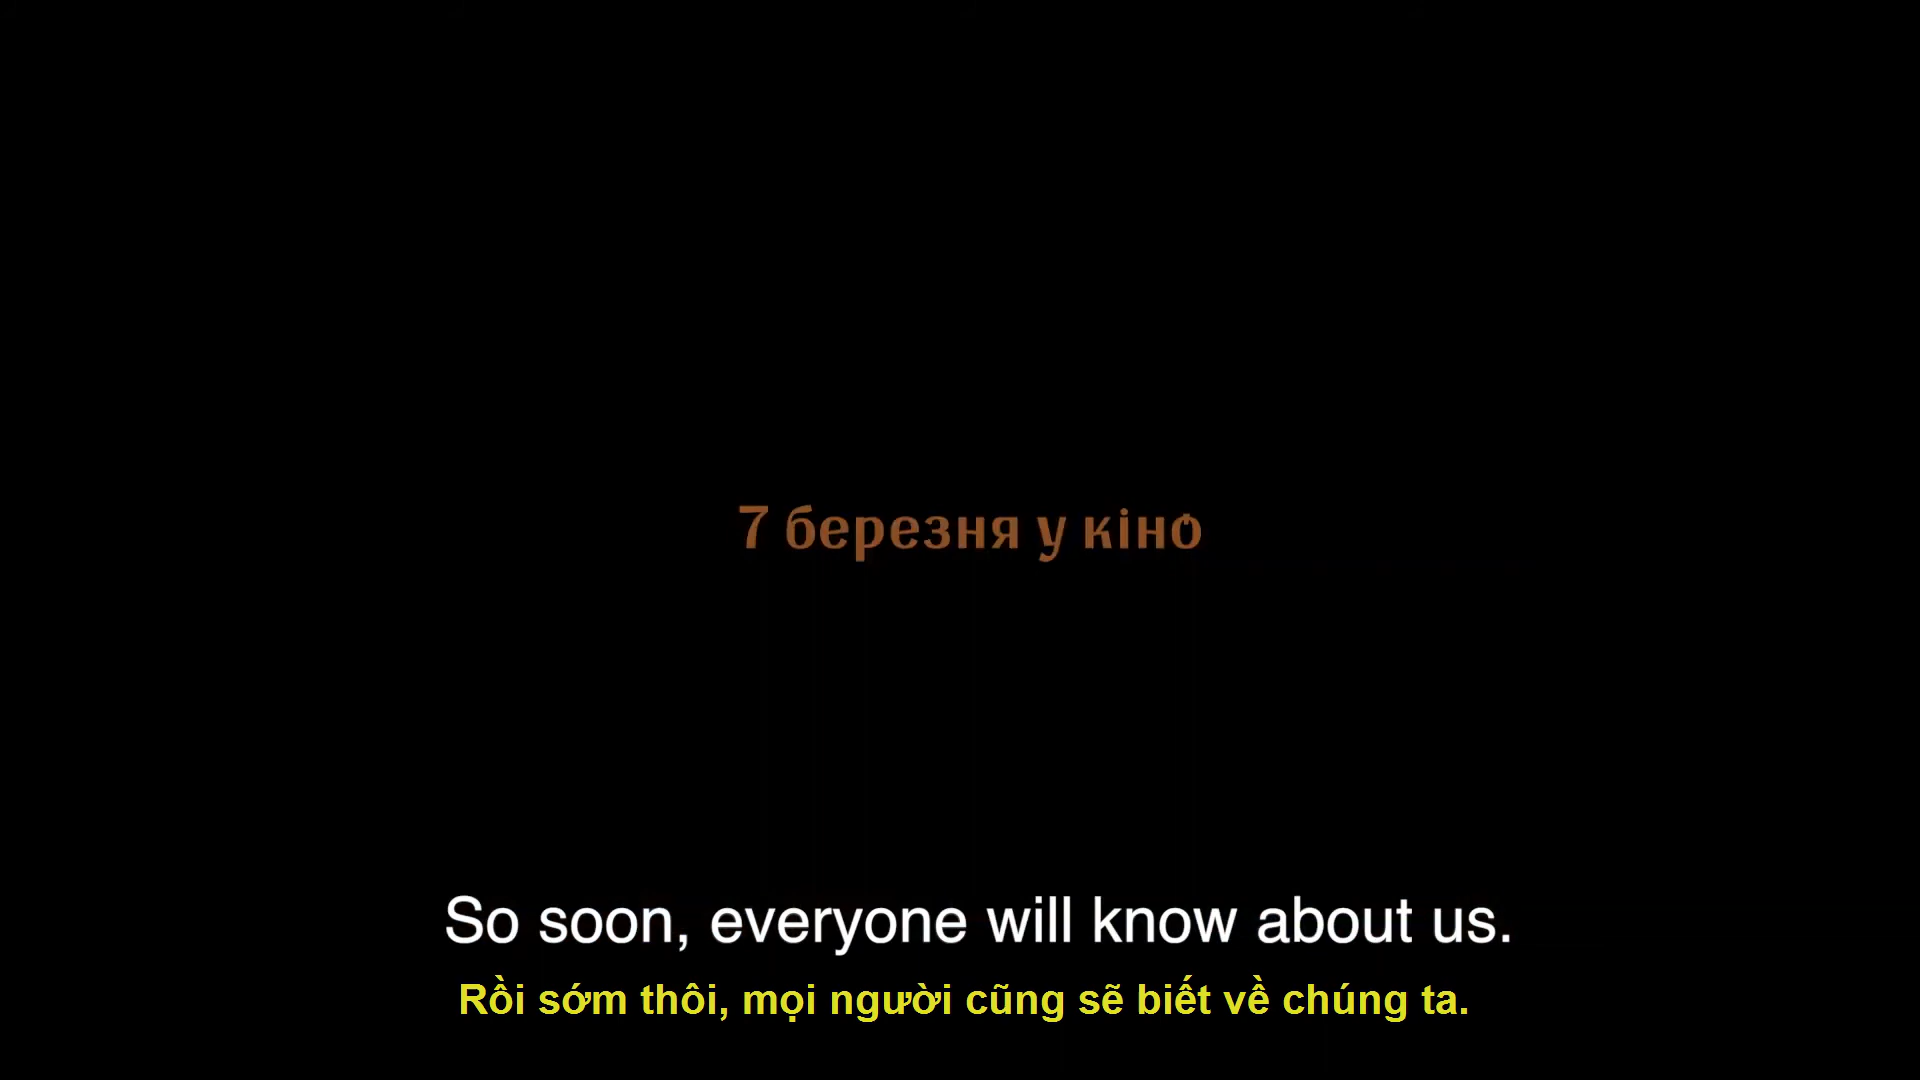 7 березня у кіно
So soon, everyone will know about us.
Rồi sớm thôi, mọi người cũng sẽ biết về chúng ta.